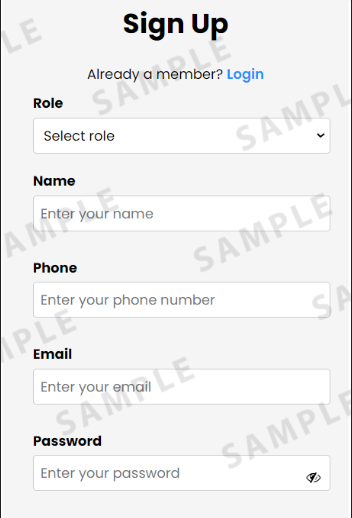 Sign Up
Already a member? Login
Role
Select role
Name
Enter your name
Phone
Enter your phone number
Email
Enter your email
Password
Enter your password
SAMPLE
SAMPLE
SAMPLE
SAMPLE
SAMPLE
SAMPLE
SAMPLE
SAMPLE
SAMPLE